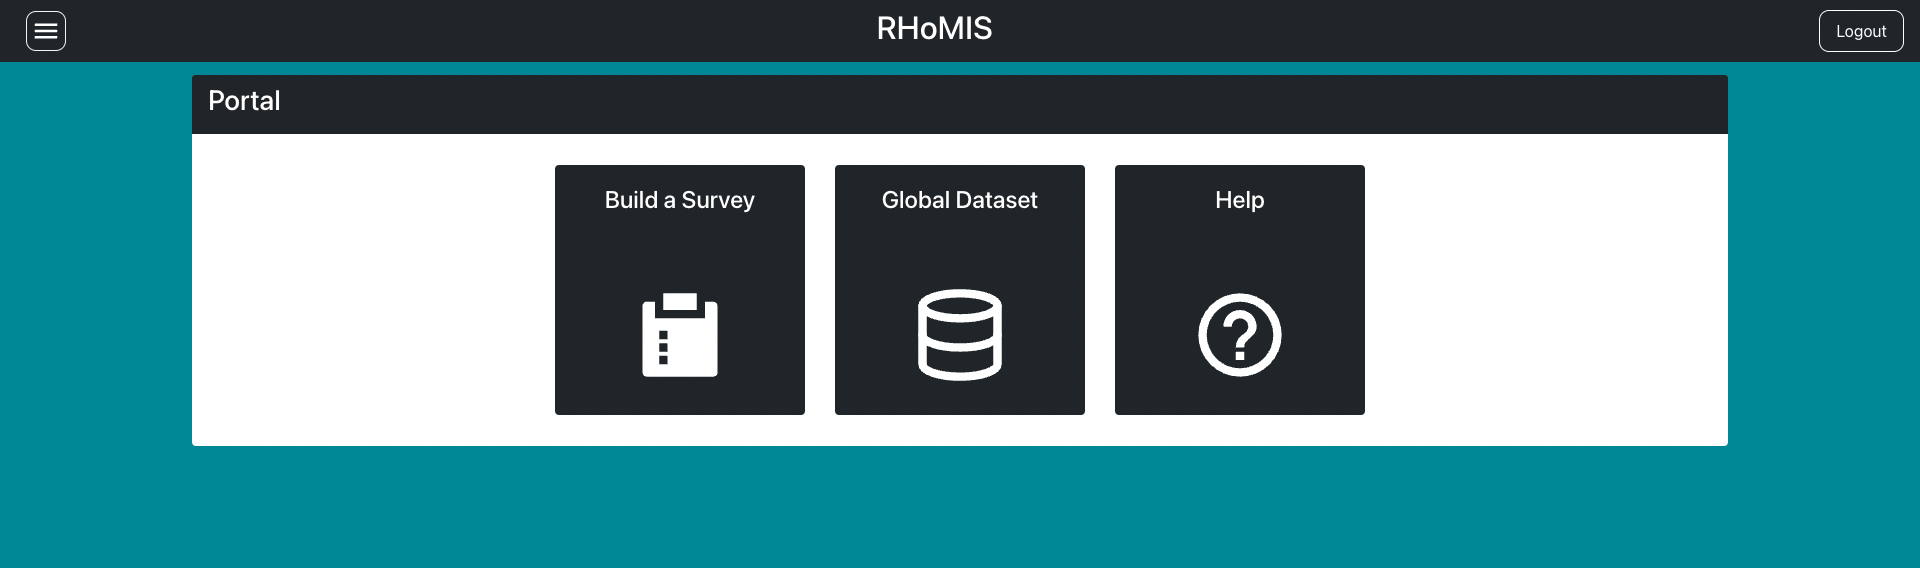 RHoMIS
Logout
Portal
Build a Survey
Global Dataset
Help